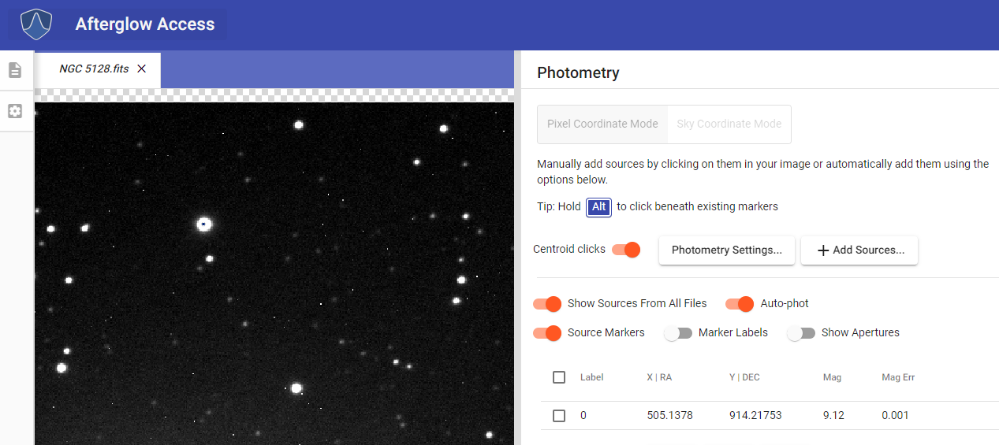 Afterglow Access
NGC 5128.fits
Photometry
Pixel Coordinate Mode Sky Coordinate Mode
Manually add sources by clicking on them in your image or automatically add them using the
options below.
Tip: Hold Alt to click beneath existing markers
Centroid clicks Photometry Settings... Add Sources...
Show Sources From All Files Auto-phot
Source Markers Marker Labels Show Apertures
Label X | RA Y | DEC Mag Mag Err
0 505.1378 914.21753 9.12 0.001